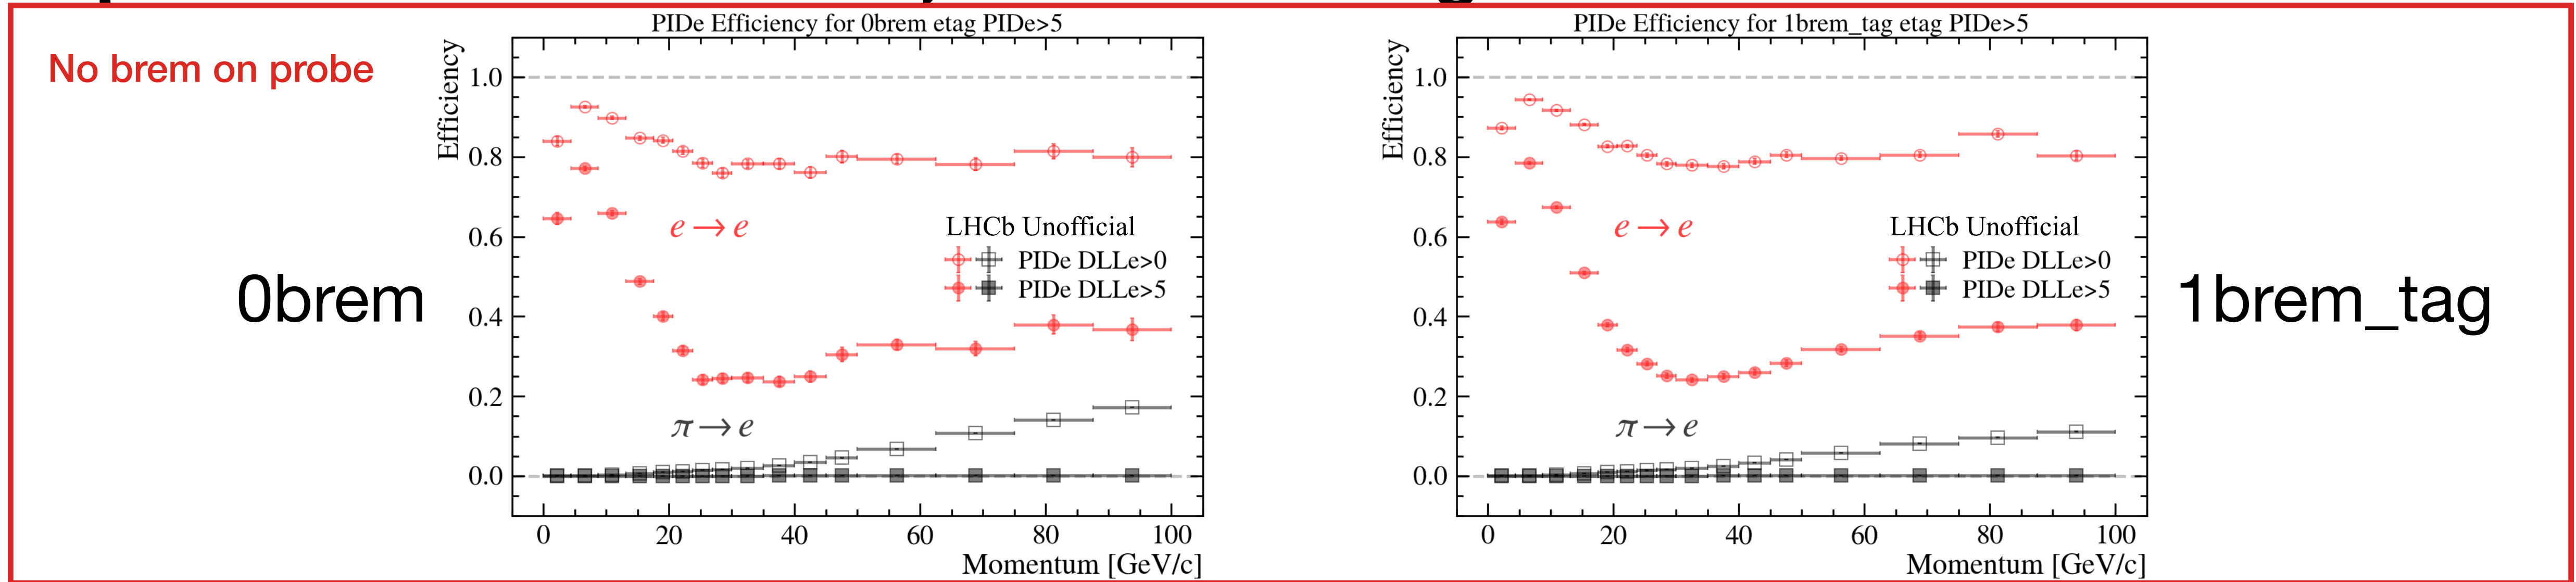 No brem on probe
0brem
PIDe Efficiency for 0brem etag PIDe>5
Efficiency
1.0
0.8
0.6
0.4
0.2
0.0
e → e
LHCb Unofficial
PIDe DLLe>0
PIDe DLLe>5
π → e
0 20 40 60 80 100
Momentum [GeV/c]
PIDe Efficiency for 1brem_tag etag PIDe>5
Efficiency
1.0
0.8
0.6
0.4
0.2
0.0
e → e
LHCb Unofficial
PIDe DLLe>0
PIDe DLLe>5
π → e
0 20 40 60 80 100
Momentum [GeV/c]
1brem_tag